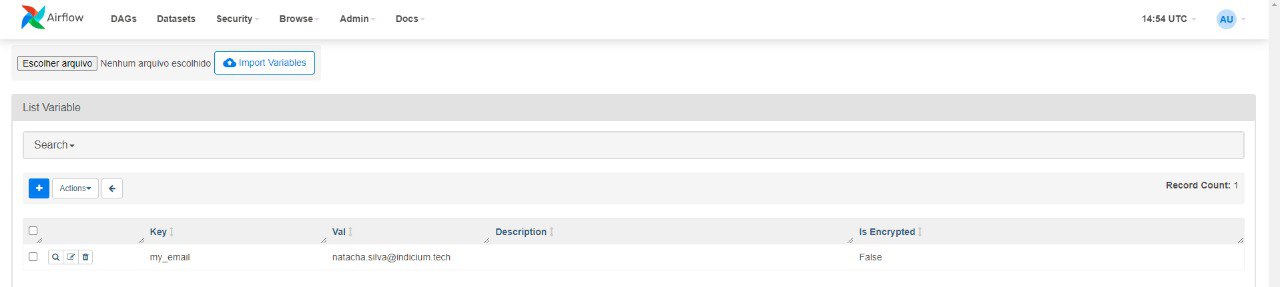 Airflow DAGs Datasets Security Browse Admin Docs 14:54 UTC AU
Escolher arquivo Nenhum arquivo escolhido Import Variables
List Variable
Search
+ Actions Record Count: 1
Key Val Description Is Encrypted
my_email natacha.silva@indicium.tech False